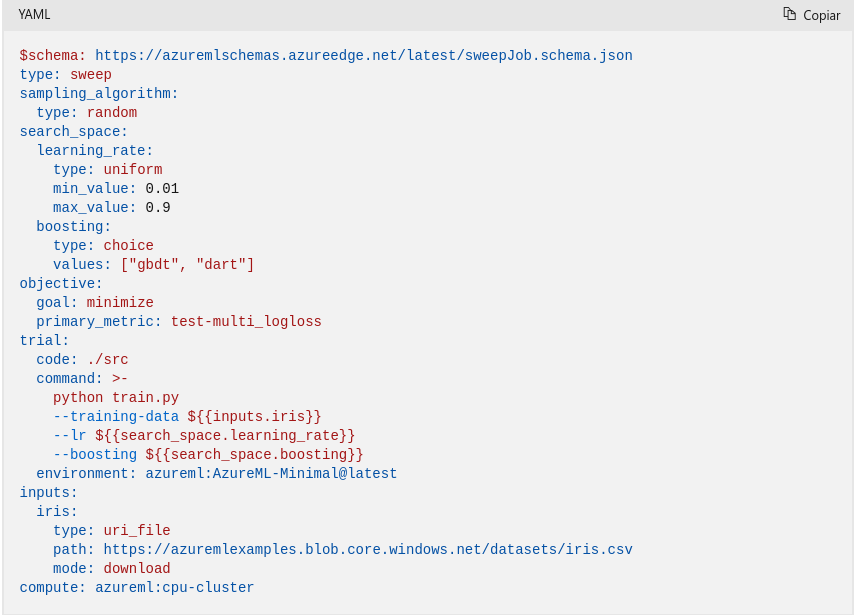 YAML
Copiar
$schema: https://azuremlschemas.azureedge.net/latest/sweepJob.schema.json
type: sweep
sampling_algorithm:
  type: random
search_space:
  learning_rate:
    type: uniform
    min_value: 0.01
    max_value: 0.9
  boosting:
    type: choice
    values: ["gbdt", "dart"]
objective:
  goal: minimize
  primary_metric: test-multi_logloss
trial:
  code: ./src
  command: >-
    python train.py
    --training-data ${{inputs.iris}}
    --lr ${{search_space.learning_rate}}
    --boosting ${{search_space.boosting}}
  environment: azureml:AzureML-Minimal@latest
inputs:
  iris:
    type: uri_file
    path: https://azuremlexamples.blob.core.windows.net/datasets/iris.csv
    mode: download
compute: azureml:cpu-cluster